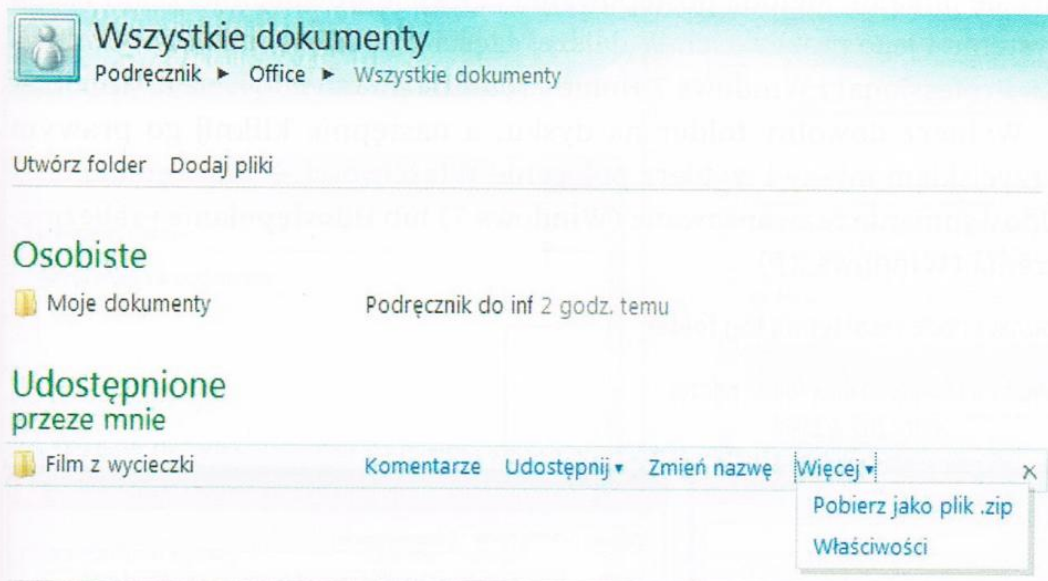 Wszystkie dokumenty
Podręcznik ► Office ► Wszystkie dokumenty
Utwórz folder Dodaj pliki
Osobiste
Moje dokumenty Podręcznik do inf 2 godz. temu
Udostępnione
przeze mnie
Film z wycieczki Komentarze Udostępnij ▾ Zmień nazwę Więcej ▾ ×
Pobierz jako plik .zip
Właściwości